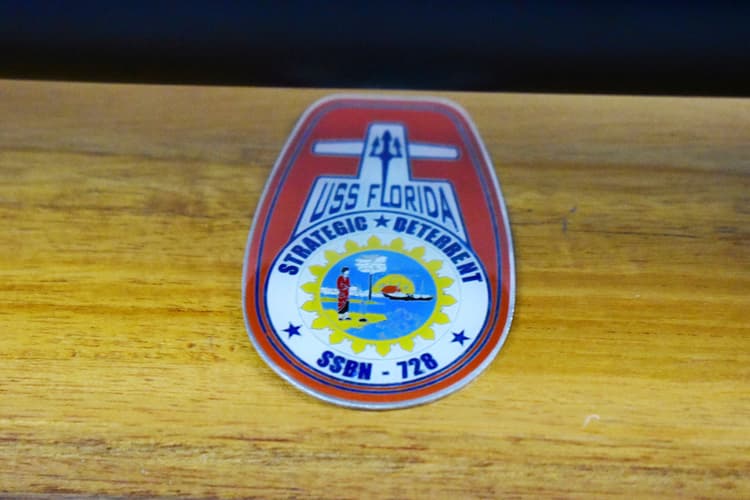 USS FLORIDA
STRATEGIC ★ DETERRENT
SSBN - 728